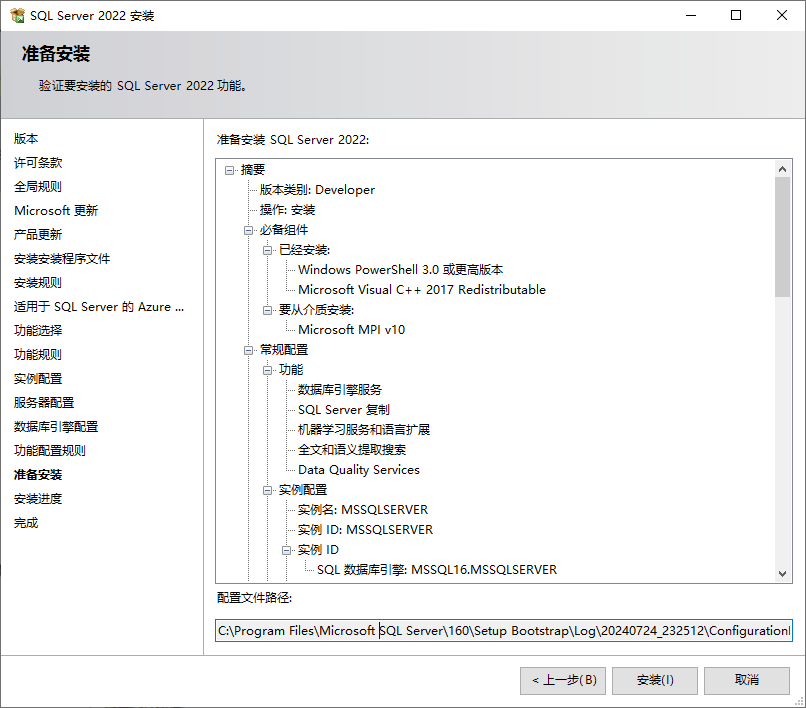 SQL Server 2022 安装
准备安装
验证要安装的 SQL Server 2022 功能。
版本
许可条款
全局规则
Microsoft 更新
产品更新
安装安装程序文件
安装规则
适用于 SQL Server 的 Azure ...
功能选择
功能规则
实例配置
服务器配置
数据库引擎配置
功能配置规则
准备安装
安装进度
完成
准备安装 SQL Server 2022:
摘要
版本类别: Developer
操作: 安装
必备组件
已经安装:
Windows PowerShell 3.0 或更高版本
Microsoft Visual C++ 2017 Redistributable
要从介质安装:
Microsoft MPI v10
常规配置
功能
数据库引擎服务
SQL Server 复制
机器学习服务和语言扩展
全文和语义提取搜索
Data Quality Services
实例配置
实例名: MSSQLSERVER
实例 ID: MSSQLSERVER
实例 ID
SQL 数据库引擎: MSSQL16.MSSQLSERVER
配置文件路径:
C:\Program Files\Microsoft SQL Server\160\Setup Bootstrap\Log\20240724_232512\Configuration
< 上一步(B)
安装(I)
取消